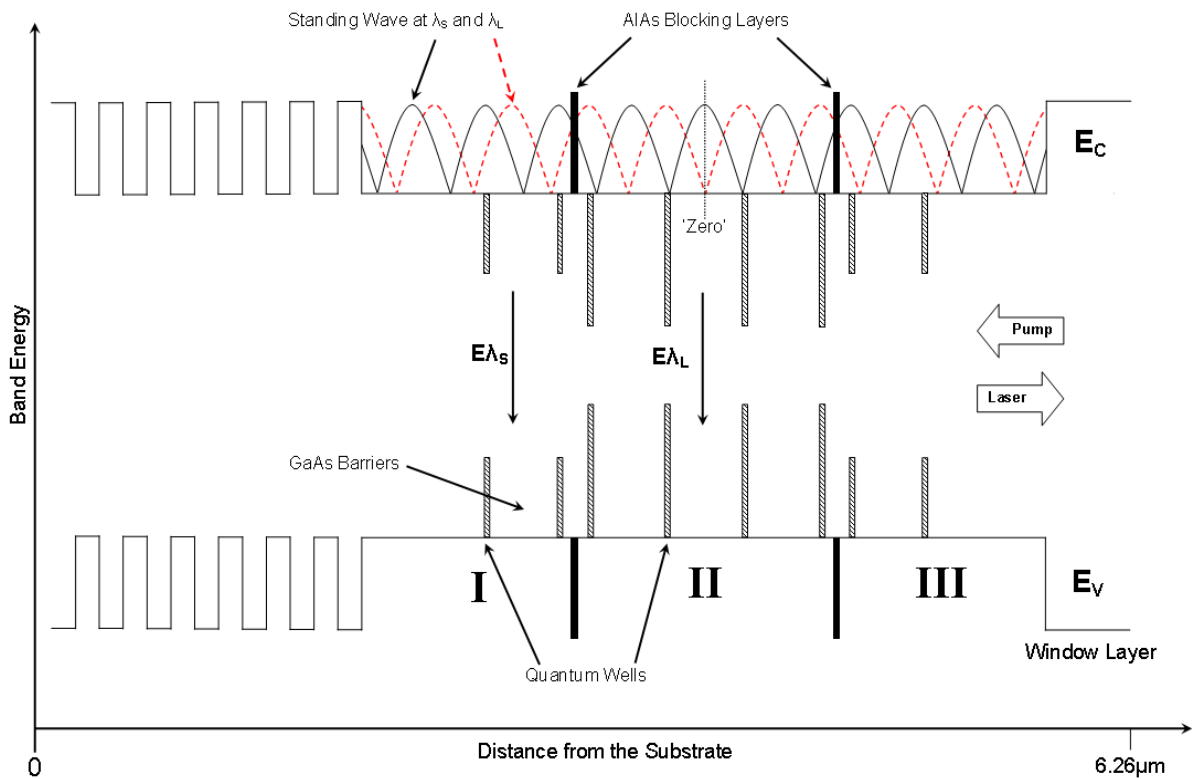 Standing Wave at λS and λL
AlAs Blocking Layers
EC
'Zero'
Pump
EλS
EλL
Laser
Band Energy
GaAs Barriers
I
II
III
EV
Window Layer
Quantum Wells
Distance from the Substrate
0
6.26µm